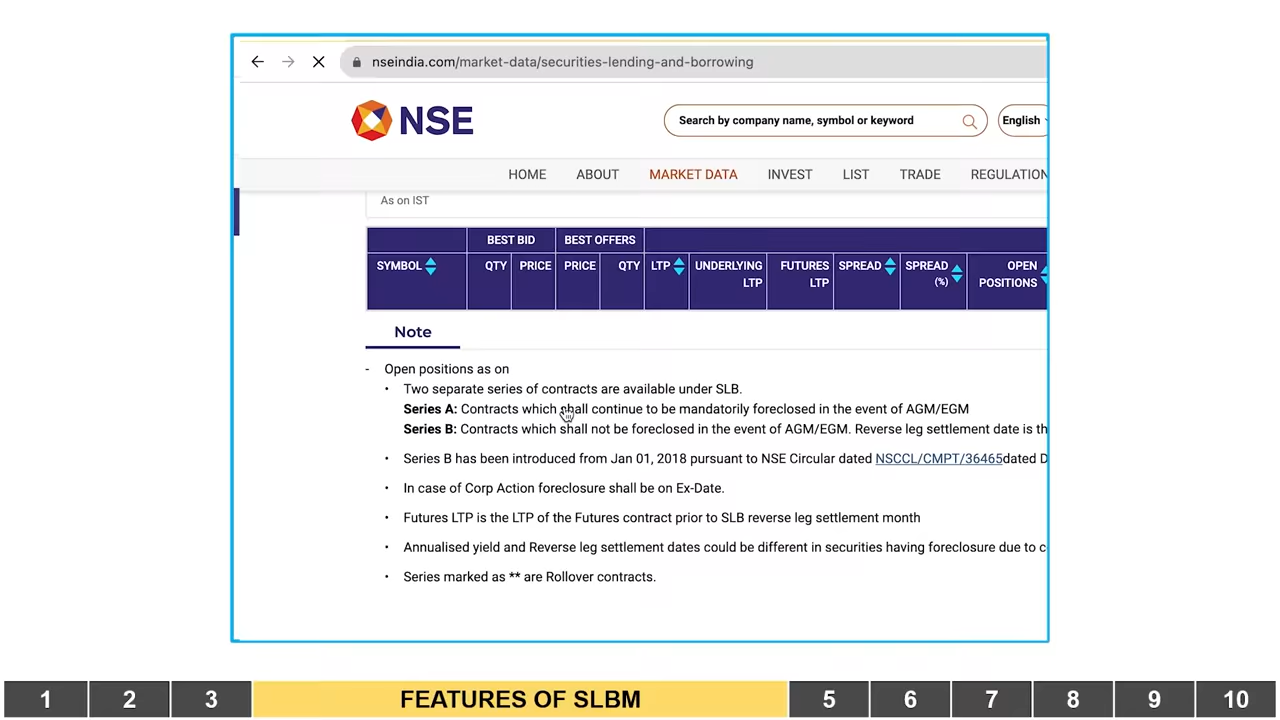 nseindia.com/market-data/securities-lending-and-borrowing
NSE
Search by company name, symbol or keyword
English
HOME ABOUT MARKET DATA INVEST LIST TRADE REGULATION
As on IST
BEST BID BEST OFFERS
SYMBOL QTY PRICE PRICE QTY LTP UNDERLYING LTP FUTURES LTP SPREAD SPREAD (%) OPEN POSITIONS
Note
- Open positions as on
• Two separate series of contracts are available under SLB.
Series A: Contracts which shall continue to be mandatorily foreclosed in the event of AGM/EGM
Series B: Contracts which shall not be foreclosed in the event of AGM/EGM. Reverse leg settlement date is th
• Series B has been introduced from Jan 01, 2018 pursuant to NSE Circular dated NSCCL/CMPT/36465dated D
• In case of Corp Action foreclosure shall be on Ex-Date.
• Futures LTP is the LTP of the Futures contract prior to SLB reverse leg settlement month
• Annualised yield and Reverse leg settlement dates could be different in securities having foreclosure due to c
• Series marked as ** are Rollover contracts.
1 2 3 FEATURES OF SLBM 5 6 7 8 9 10